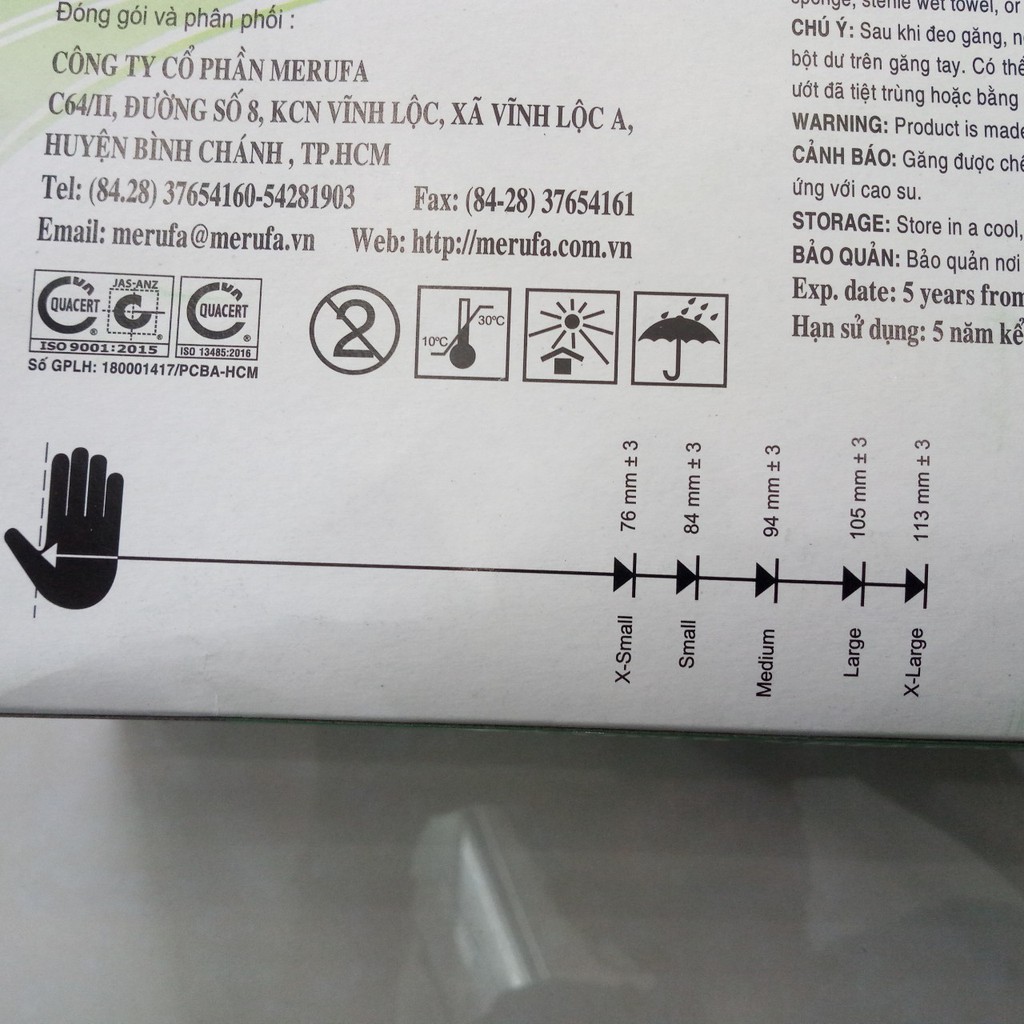 Đóng gói và phân phối :
CÔNG TY CỔ PHẦN MERUFA
C64/II, ĐƯỜNG SỐ 8, KCN VĨNH LỘC, XÃ VĨNH LỘC A,
HUYỆN BÌNH CHÁNH , TP.HCM
Tel: (84.28) 37654160-54281903 Fax: (84-28) 37654161
Email: merufa@merufa.vn Web: http://merufa.com.vn
QUACERT JAS-ANZ
ISO 9001:2015
QUACERT
ISO 13485:2016
Số GPLH: 180001417/PCBA-HCM
2
10ºC 30ºC
sterile wet towel, or
CHÚ Ý: Sau khi đeo găng,
bột dư trên găng tay. Có thể
ướt đã tiệt trùng hoặc bằng
WARNING: Product is made
CẢNH BÁO: Găng được chế
ứng với cao su.
STORAGE: Store in a cool,
BẢO QUẢN: Bảo quản nơi
Exp. date: 5 years from
Hạn sử dụng: 5 năm kể
76 mm ± 3
84 mm ± 3
94 mm ± 3
105 mm ± 3
113 mm ± 3
X-Small
Small
Medium
Large
X-Large